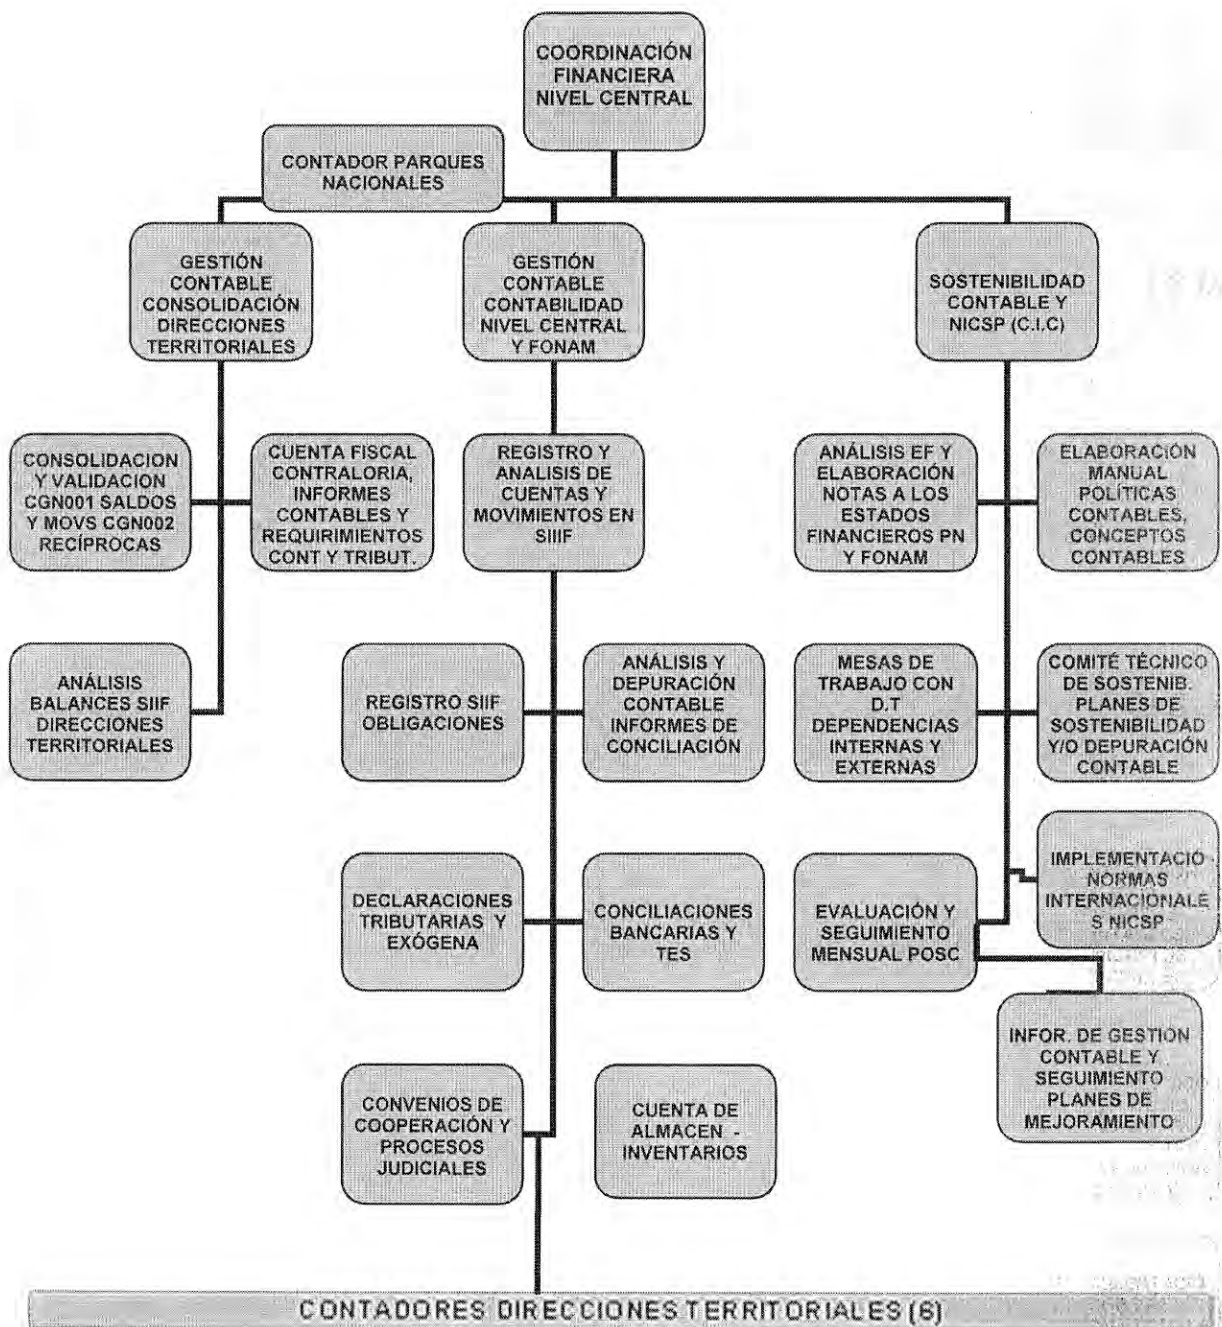 COORDINACIÓN
FINANCIERA
NIVEL CENTRAL
CONTADOR PARQUES
NACIONALES
GESTIÓN
CONTABLE
CONSOLIDACIÓN
DIRECCIONES
TERRITORIALES
GESTIÓN
CONTABLE
CONTABILIDAD
NIVEL CENTRAL
Y FONAM
SOSTENIBILIDAD
CONTABLE Y
NICSP (C.I.C)
CONSOLIDACION
Y VALIDACION
CGN001 SALDOS
Y MOVS CGN002
RECÍPROCAS
CUENTA FISCAL
CONTRALORIA,
INFORMES
CONTABLES Y
REQUIRIMIENTOS
CONT Y TRIBUT.
REGISTRO Y
ANALISIS DE
CUENTAS Y
MOVIMIENTOS EN
SIIIF
ANÁLISIS EF Y
ELABORACIÓN
NOTAS A LOS
ESTADOS
FINANCIEROS PN
Y FONAM
ELABORACIÓN
MANUAL
POLÍTICAS
CONTABLES,
CONCEPTOS
CONTABLES
ANÁLISIS
BALANCES SIIF
DIRECCIONES
TERRITORIALES
REGISTRO SIIF
OBLIGACIONES
ANÁLISIS Y
DEPURACIÓN
CONTABLE
INFORMES DE
CONCILIACIÓN
MESAS DE
TRABAJO CON
D.T
DEPENDENCIAS
INTERNAS Y
EXTERNAS
COMITÉ TÉCNICO
DE SOSTENIB.
PLANES DE
SOSTENIBILIDAD
Y/O DEPURACIÓN
CONTABLE
DECLARACIONES
TRIBUTARIAS Y
EXÓGENA
CONCILIACIONES
BANCARIAS Y
TES
EVALUACIÓN Y
SEGUIMIENTO
MENSUAL POSC
IMPLEMENTACIÓ
NORMAS
INTERNACIONALE
S NICSP
INFOR. DE GESTION
CONTABLE Y
SEGUIMIENTO
PLANES DE
MEJORAMIENTO
CONVENIOS DE
COOPERACIÓN Y
PROCESOS
JUDICIALES
CUENTA DE
ALMACEN -
INVENTARIOS
CONTADORES DIRECCIONES TERRITORIALES (6)